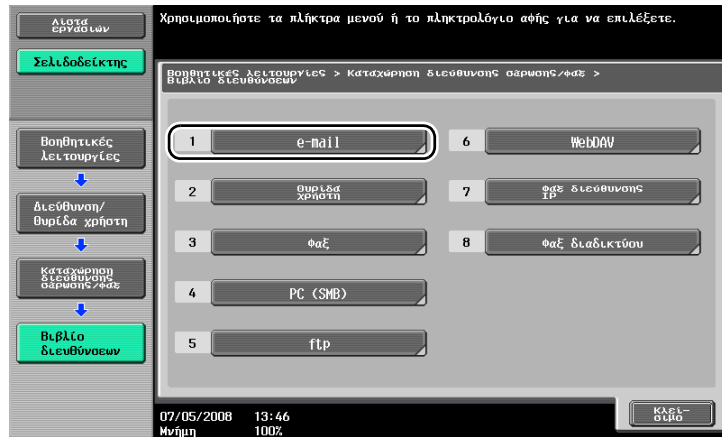 Λίστα
εργασιών
Χρησιμοποιήστε τα πλήκτρα μενού ή το πληκτρολόγιο αφής για να επιλέξετε.
Σελιδοδείκτης
Βοηθητικές λειτουργίες > Καταχώρηση διεύθυνσης σάρωσης/φαξ >
Βιβλίο διευθύνσεων
Βοηθητικές
λειτουργίες
Διεύθυνση/
θυρίδα χρήστη
Καταχώρηση
διεύθυνσης
σάρωσης/φαξ
Βιβλίο
διευθύνσεων
1 e-mail
2 θυρίδα
χρήστη
3 Φαξ
4 PC (SMB)
5 ftp
6 WebDAV
7 φαξ διεύθυνσης
IP
8 Φαξ διαδικτύου
07/05/2008 13:46
Μνήμη 100%
Κλεί-
σιμο